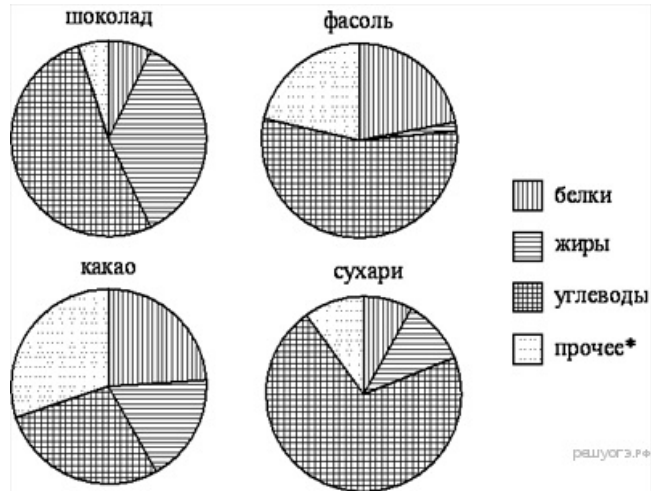 шоколад
фасоль
какао
сухари
белки
жиры
углеводы
прочее*
решуогэ.рф